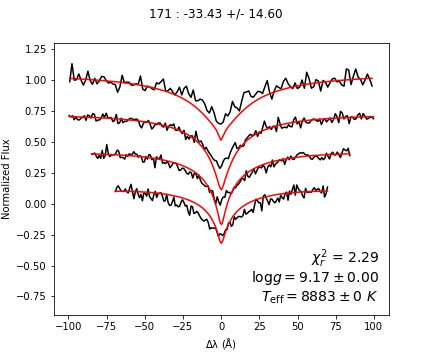 171 : -33.43 +/- 14.60
1.25
1.00
0.75
0.50
0.25
0.00
−0.25
−0.50
−0.75
Normalized Flux
χ²ᵣ = 2.29
log g = 9.17 ± 0.00
T_eff = 8883 ± 0 K
−100 −75 −50 −25 0 25 50 75 100
Δλ (Å)